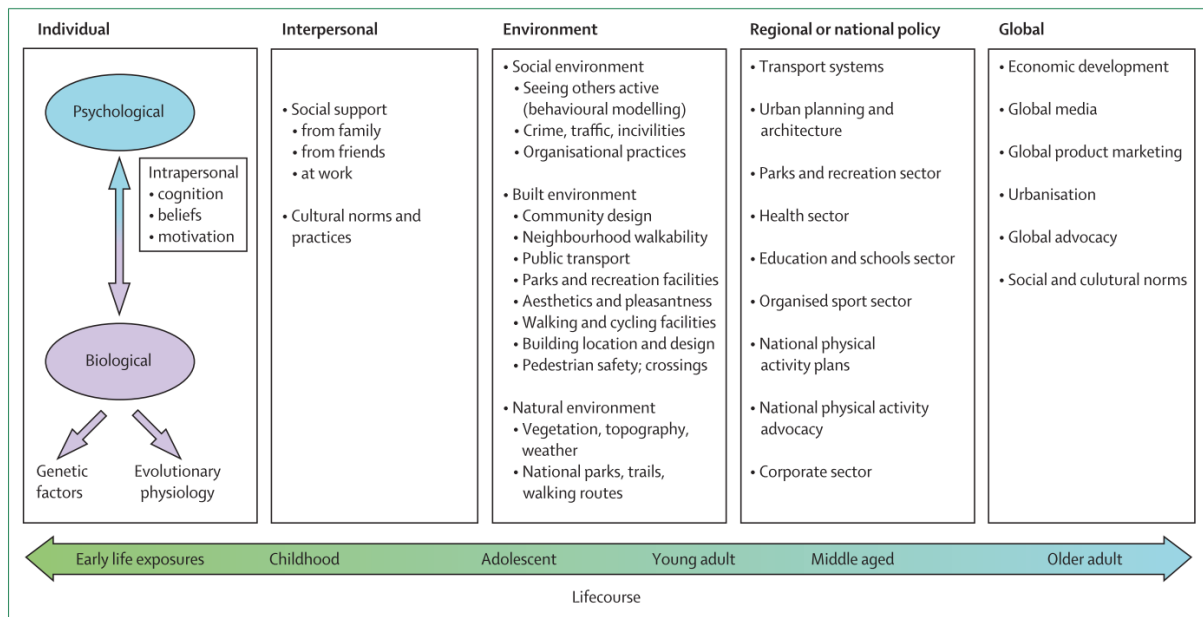 Individual
Psychological
Intrapersonal
• cognition
• beliefs
• motivation
Biological
Genetic
factors
Evolutionary
physiology
Interpersonal
• Social support
• from family
• from friends
• at work
• Cultural norms and
practices
Environment
• Social environment
• Seeing others active
(behavioural modelling)
• Crime, traffic, incivilities
• Organisational practices
• Built environment
• Community design
• Neighbourhood walkability
• Public transport
• Parks and recreation facilities
• Aesthetics and pleasantness
• Walking and cycling facilities
• Building location and design
• Pedestrian safety; crossings
• Natural environment
• Vegetation, topography,
weather
• National parks, trails,
walking routes
Regional or national policy
• Transport systems
• Urban planning and
architecture
• Parks and recreation sector
• Health sector
• Education and schools sector
• Organised sport sector
• National physical
activity plans
• National physical activity
advocacy
• Corporate sector
Global
• Economic development
• Global media
• Global product marketing
• Urbanisation
• Global advocacy
• Social and culutural norms
Early life exposures
Childhood
Adolescent
Young adult
Middle aged
Older adult
Lifecourse